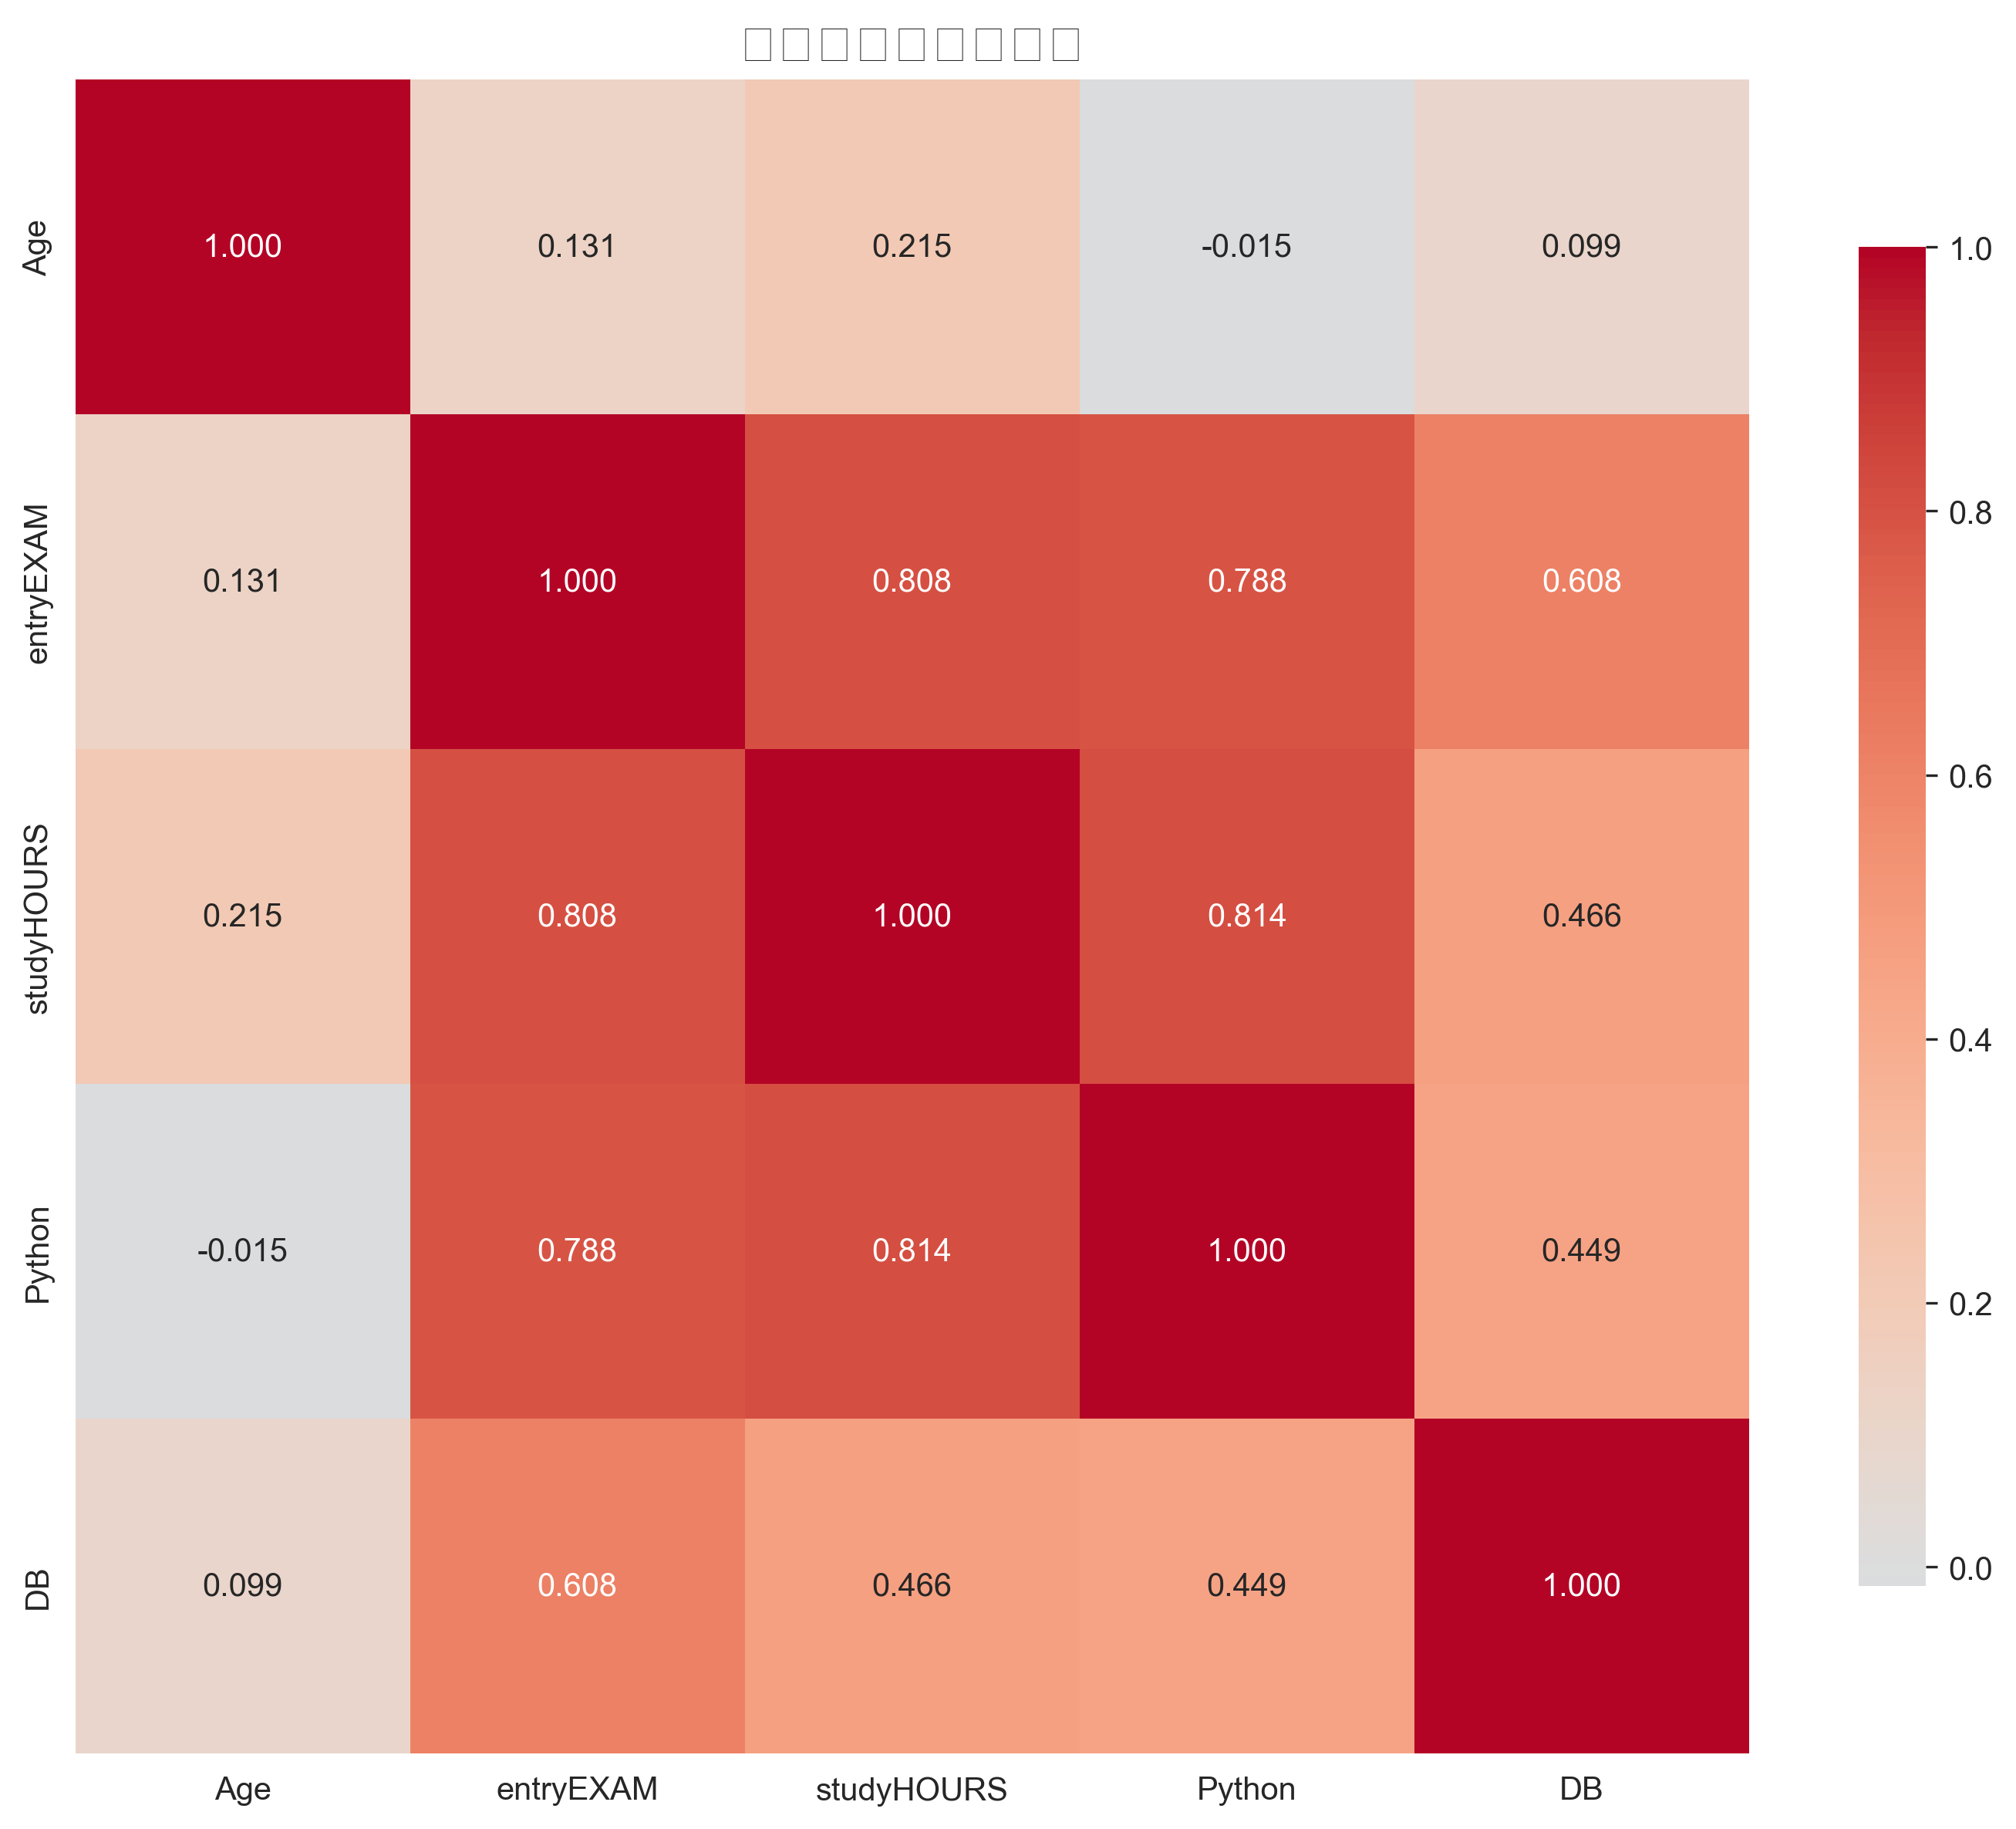 Age 1.000 0.131 0.215 -0.015 0.099
entryEXAM 0.131 1.000 0.808 0.788 0.608
studyHOURS 0.215 0.808 1.000 0.814 0.466
Python -0.015 0.788 0.814 1.000 0.449
DB 0.099 0.608 0.466 0.449 1.000
Age entryEXAM studyHOURS Python DB
1.0
0.8
0.6
0.4
0.2
0.0